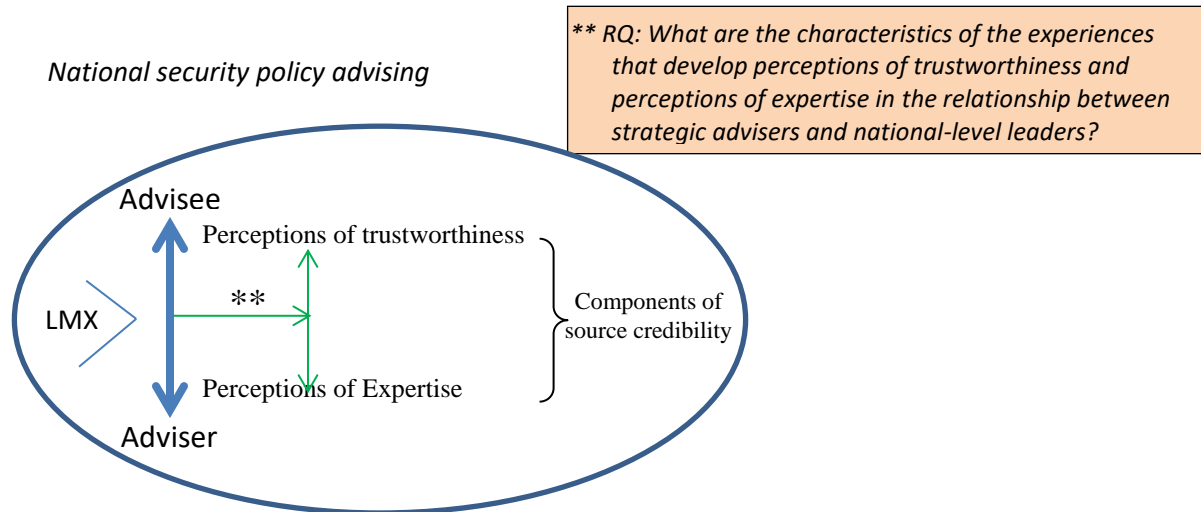 ** RQ: What are the characteristics of the experiences
that develop perceptions of trustworthiness and
perceptions of expertise in the relationship between
strategic advisers and national-level leaders?
National security policy advising
Advisee
Perceptions of trustworthiness
**
LMX
Components of
source credibility
Perceptions of Expertise
Adviser